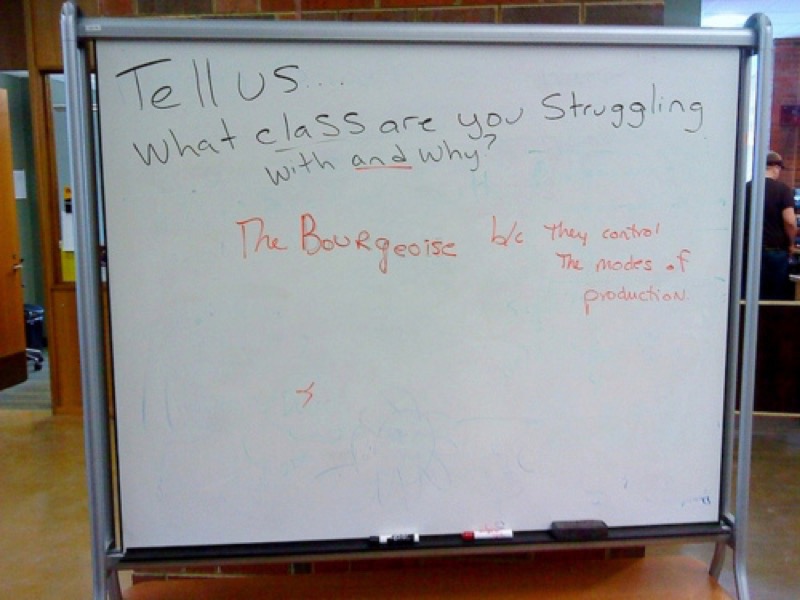 Tell us...
What class are you Struggling
with and why?
The Bourgeoise b/c They control
The modes of
production.